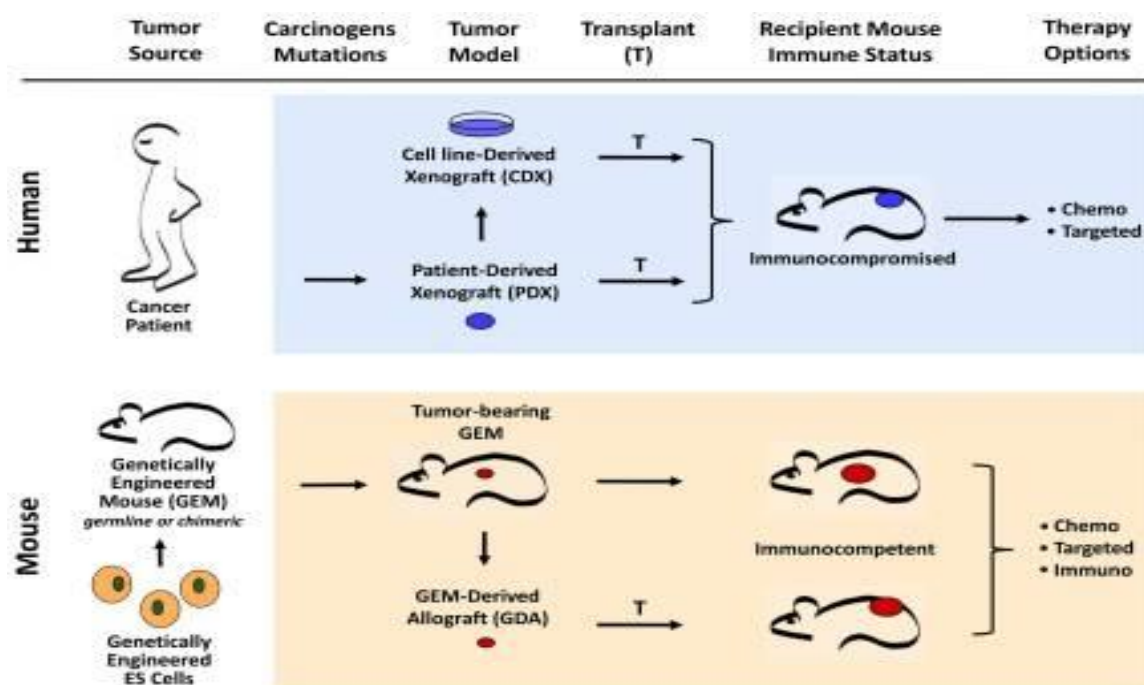 Tumor
Source
Carcinogens
Mutations
Tumor
Model
Transplant
(T)
Recipient Mouse
Immune Status
Therapy
Options
Human
Cancer
Patient
Cell line-Derived
Xenograft (CDX)
T
Patient-Derived
Xenograft (PDX)
T
Immunocompromised
• Chemo
• Targeted
Mouse
Genetically
Engineered
Mouse (GEM)
germline or chimeric
Genetically
Engineered
ES Cells
Tumor-bearing
GEM
GEM-Derived
Allograft (GDA)
T
Immunocompetent
• Chemo
• Targeted
• Immuno